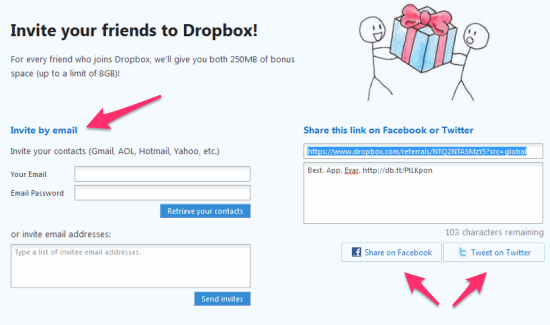 Invite your friends to Dropbox!
For every friend who joins Dropbox, we'll give you both 250MB of bonus
space (up to a limit of 8GB)!
Invite by email
Invite your contacts (Gmail, AOL, Hotmail, Yahoo, etc.)
Your Email
Email Password
Retrieve your contacts
or invite email addresses:
Type a list of invitee email addresses.
Send invites
Share this link on Facebook or Twitter
https://www.dropbox.com/referrals/NTQ2NTA5MzY5?src=global
Best. App. Evar. http://db.tt/PtLKpon
103 characters remaining
Share on Facebook
Tweet on Twitter